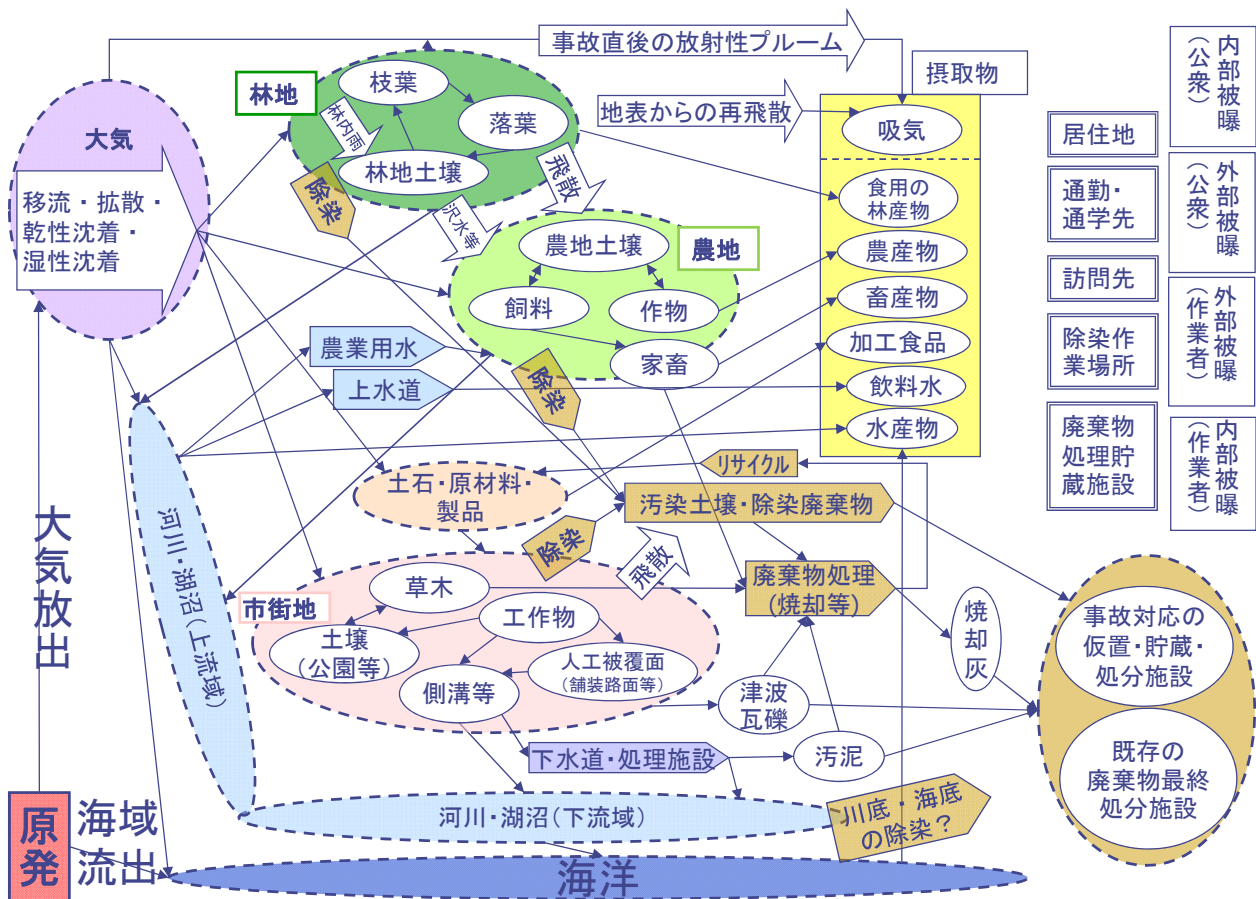 事故直後の放射性プルーム
摂取物
内部被曝
(公衆)
林地
枝葉
落葉
林内雨
林地土壌
地表からの再飛散
吸気
居住地
大気
移流・拡散・
乾性沈着・
湿性沈着
除染
飛散
沢水等
食用の
林産物
通勤・
通学先
外部被曝
(公衆)
農地土壌
農地
農産物
訪問先
飼料
作物
畜産物
外部被曝
(作業者)
農業用水
家畜
加工食品
除染作
業場所
上水道
除染
飲料水
水産物
廃棄物
処理貯
蔵施設
内部被曝
(作業者)
リサイクル
土石・原材料・
製品
汚染土壌・除染廃棄物
大気放出
河川・湖沼(上流域)
除染
飛散
廃棄物処理
(焼却等)
市街地
草木
工作物
土壌
(公園等)
人工被覆面
(舗装路面等)
側溝等
焼却灰
事故対応の
仮置・貯蔵・
処分施設
津波
瓦礫
下水道・処理施設
汚泥
既存の
廃棄物最終
処分施設
原発
海域
流出
河川・湖沼(下流域)
川底・海底
の除染?
海洋